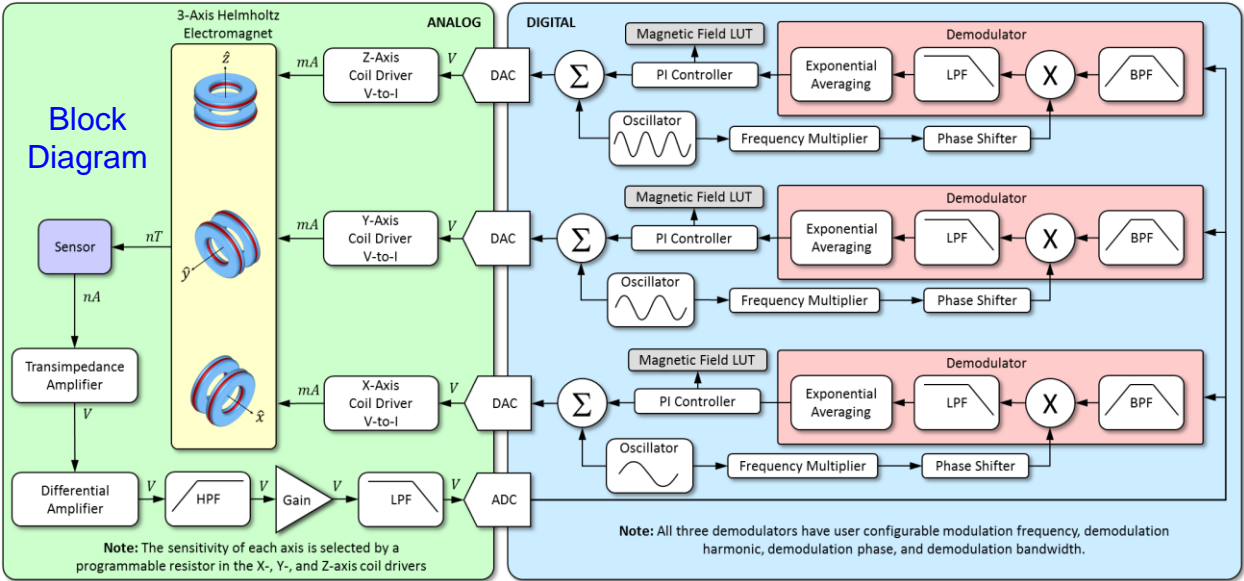 3-Axis Helmholtz
Electromagnet
ANALOG
DIGITAL
Block
Diagram
ẑ
ŷ
x̂
mA
Z-Axis
Coil Driver
V-to-I
V
DAC
Σ
Magnetic Field LUT
PI Controller
Oscillator
Frequency Multiplier
Phase Shifter
Demodulator
Exponential
Averaging
LPF
X
BPF
mA
Y-Axis
Coil Driver
V-to-I
V
DAC
Σ
Magnetic Field LUT
PI Controller
Oscillator
Frequency Multiplier
Phase Shifter
Demodulator
Exponential
Averaging
LPF
X
BPF
Sensor
nT
nA
Transimpedance
Amplifier
V
mA
X-Axis
Coil Driver
V-to-I
V
DAC
Σ
Magnetic Field LUT
PI Controller
Oscillator
Frequency Multiplier
Phase Shifter
Demodulator
Exponential
Averaging
LPF
X
BPF
Differential
Amplifier
V
HPF
V
Gain
V
LPF
V
ADC
Note: The sensitivity of each axis is selected by a
programmable resistor in the X-, Y-, and Z-axis coil drivers
Note: All three demodulators have user configurable modulation frequency, demodulation
harmonic, demodulation phase, and demodulation bandwidth.